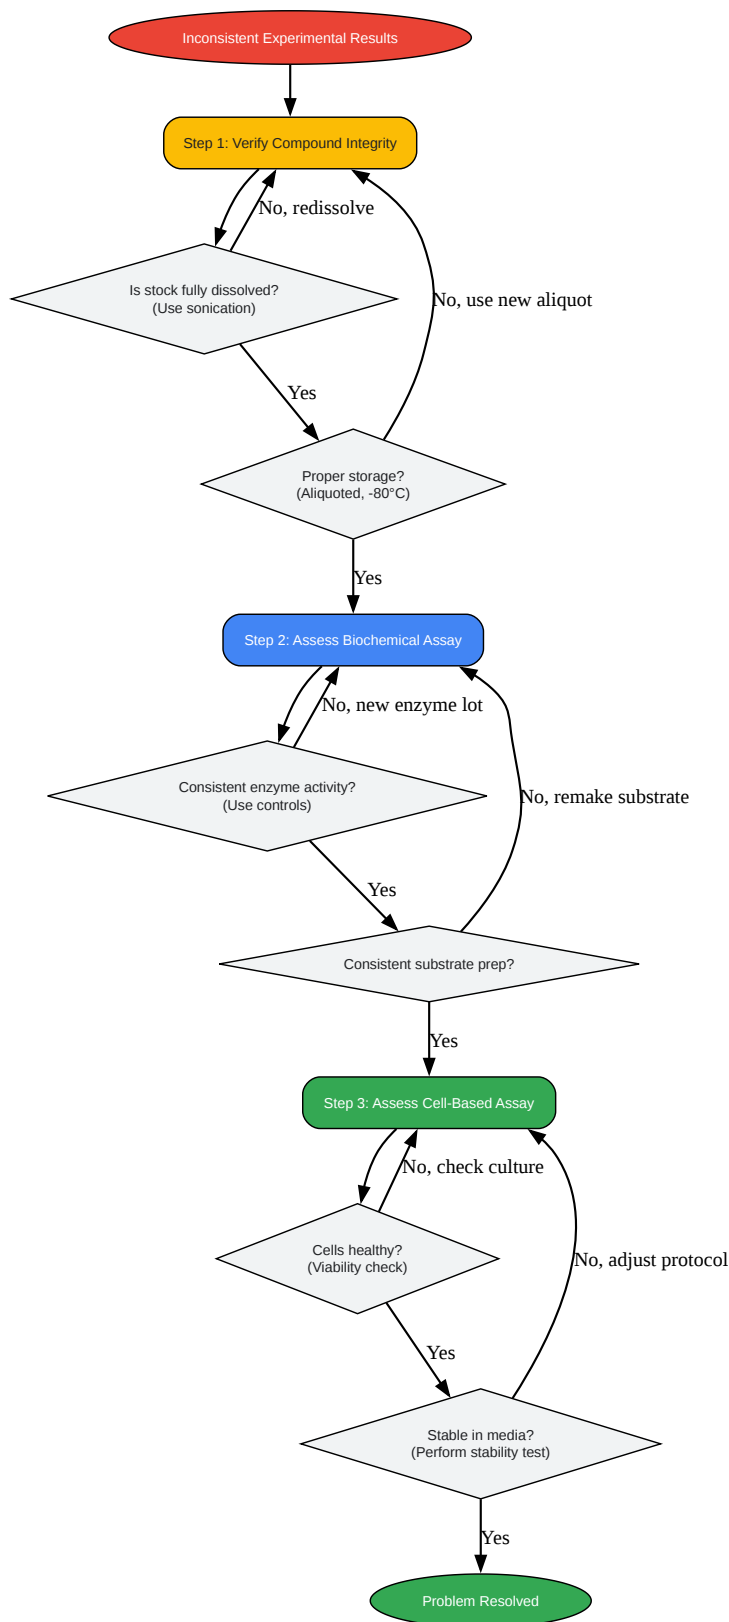 Inconsistent Experimental Results
Step 1: Verify Compound Integrity
No, redissolve
Is stock fully dissolved?
(Use sonication)
No, use new aliquot
Yes
Proper storage?
(Aliquoted, -80°C)
Yes
Step 2: Assess Biochemical Assay
No, new enzyme lot
Consistent enzyme activity?
(Use controls)
No, remake substrate
Yes
Consistent substrate prep?
Yes
Step 3: Assess Cell-Based Assay
No, check culture
Cells healthy?
(Viability check)
No, adjust protocol
Yes
Stable in media?
(Perform stability test)
Yes
Problem Resolved